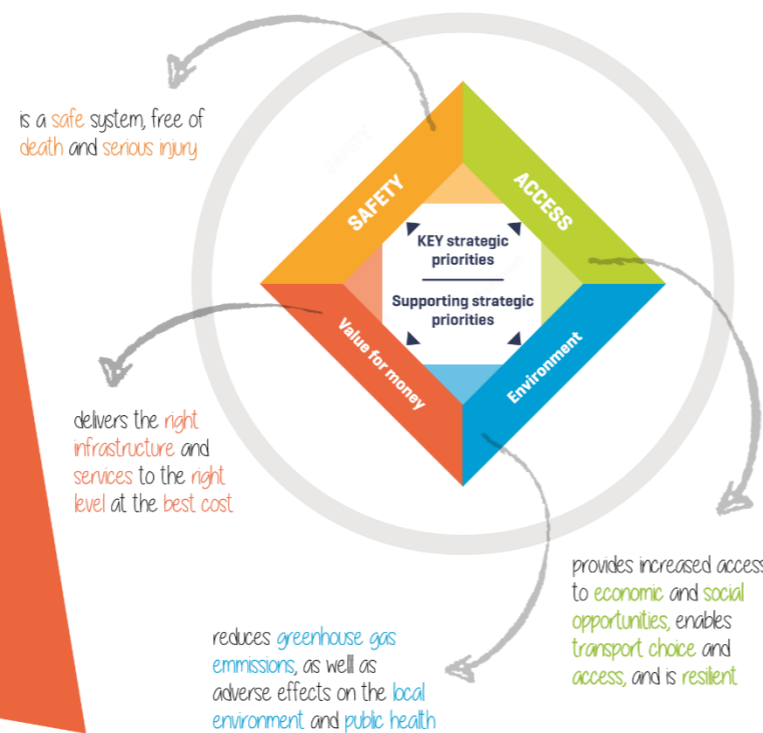 is a safe system, free of
death and serious injury
SAFETY
ACCESS
KEY strategic
priorities
Supporting strategic
priorities
Value for money
Environment
delivers the right
infrastructure and
services to the right
level at the best cost
provides increased access
to economic and social
opportunities, enables
transport choice and
access, and is resilient
reduces greenhouse gas
emmissions, as well as
adverse effects on the local
environment and public health